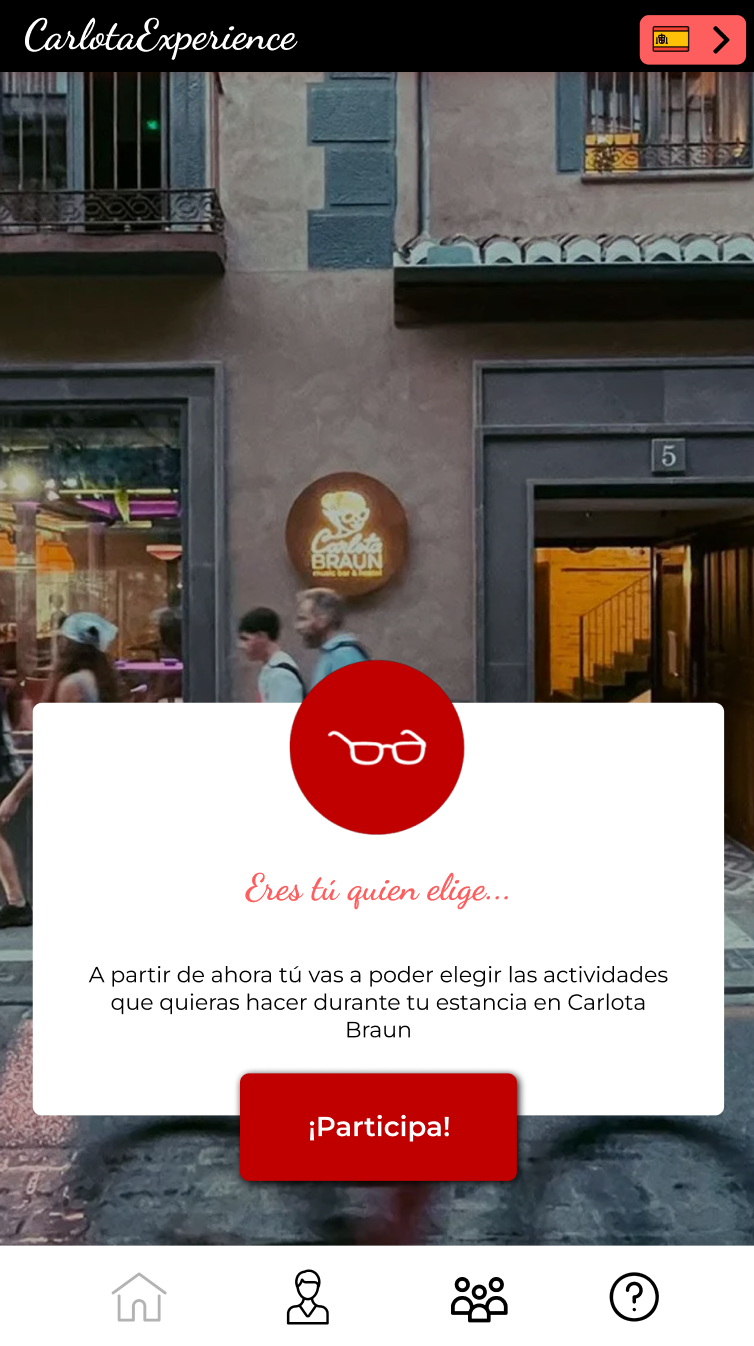 CarlotaExperience
5
Carlota
BRAUN
music bar & hostel
Eres tú quien elige...
A partir de ahora tú vas a poder elegir las actividades
que quieras hacer durante tu estancia en Carlota
Braun
¡Participa!